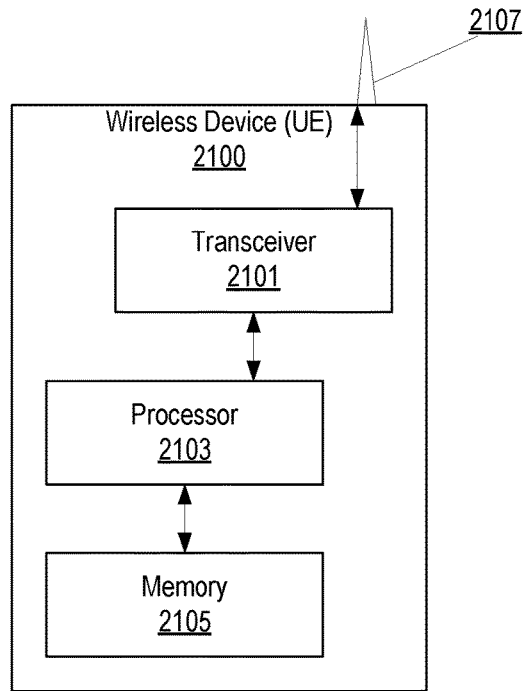 2107
Wireless Device (UE)
2100
Transceiver
2101
Processor
2103
Memory
2105